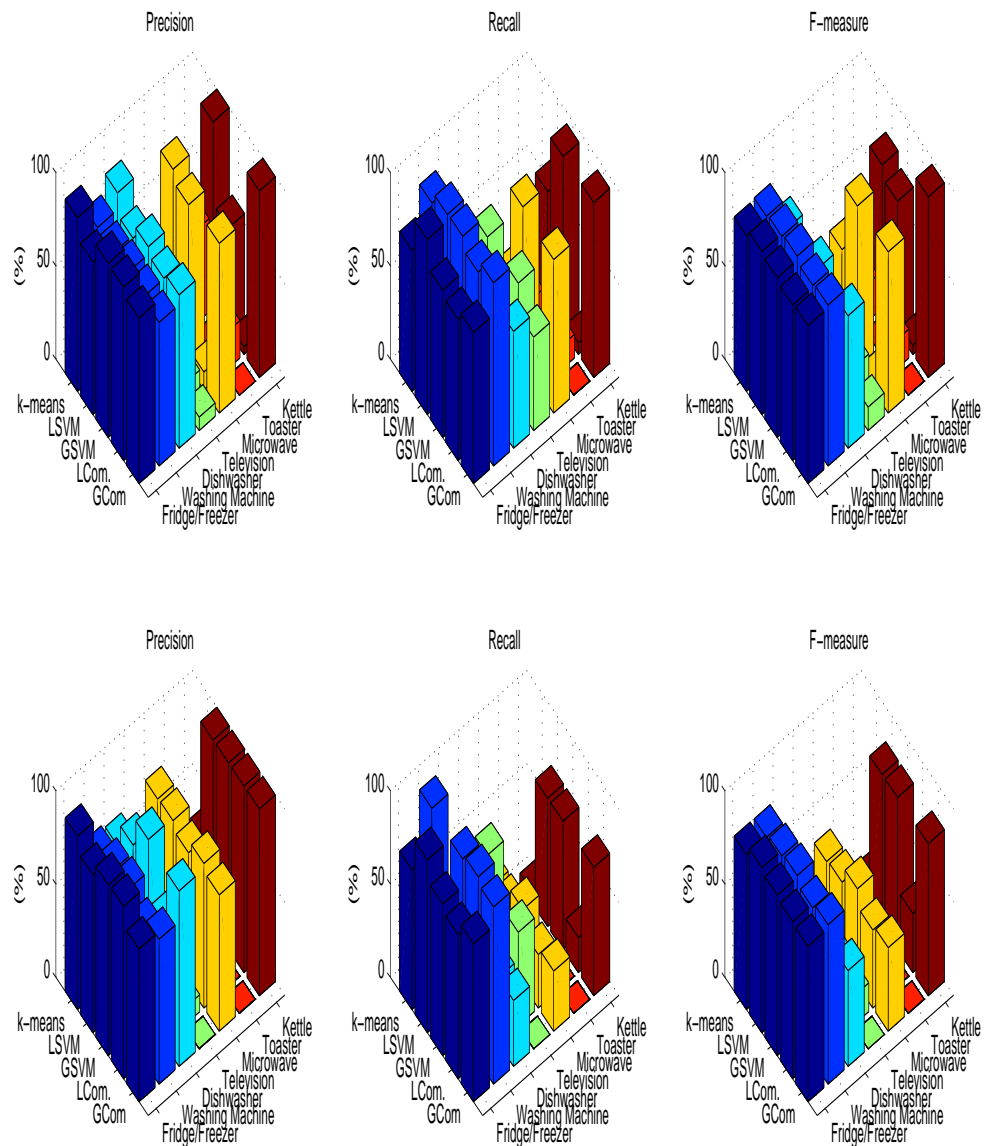 Precision
Recall
F-measure
100
50
0
(%)
k-means
LSVM
GSVM
LCom.
GCom
Kettle
Toaster
Microwave
Television
Dishwasher
Washing Machine
Fridge/Freezer
100
50
0
(%)
k-means
LSVM
GSVM
LCom.
GCom
Kettle
Toaster
Microwave
Television
Dishwasher
Washing Machine
Fridge/Freezer
100
50
0
(%)
k-means
LSVM
GSVM
LCom.
GCom
Kettle
Toaster
Microwave
Television
Dishwasher
Washing Machine
Fridge/Freezer
Precision
Recall
F-measure
100
50
0
(%)
k-means
LSVM
GSVM
LCom.
GCom
Kettle
Toaster
Microwave
Television
Dishwasher
Washing Machine
Fridge/Freezer
100
50
0
(%)
k-means
LSVM
GSVM
LCom.
GCom
Kettle
Toaster
Microwave
Television
Dishwasher
Washing Machine
Fridge/Freezer
100
50
0
(%)
k-means
LSVM
GSVM
LCom.
GCom
Kettle
Toaster
Microwave
Television
Dishwasher
Washing Machine
Fridge/Freezer